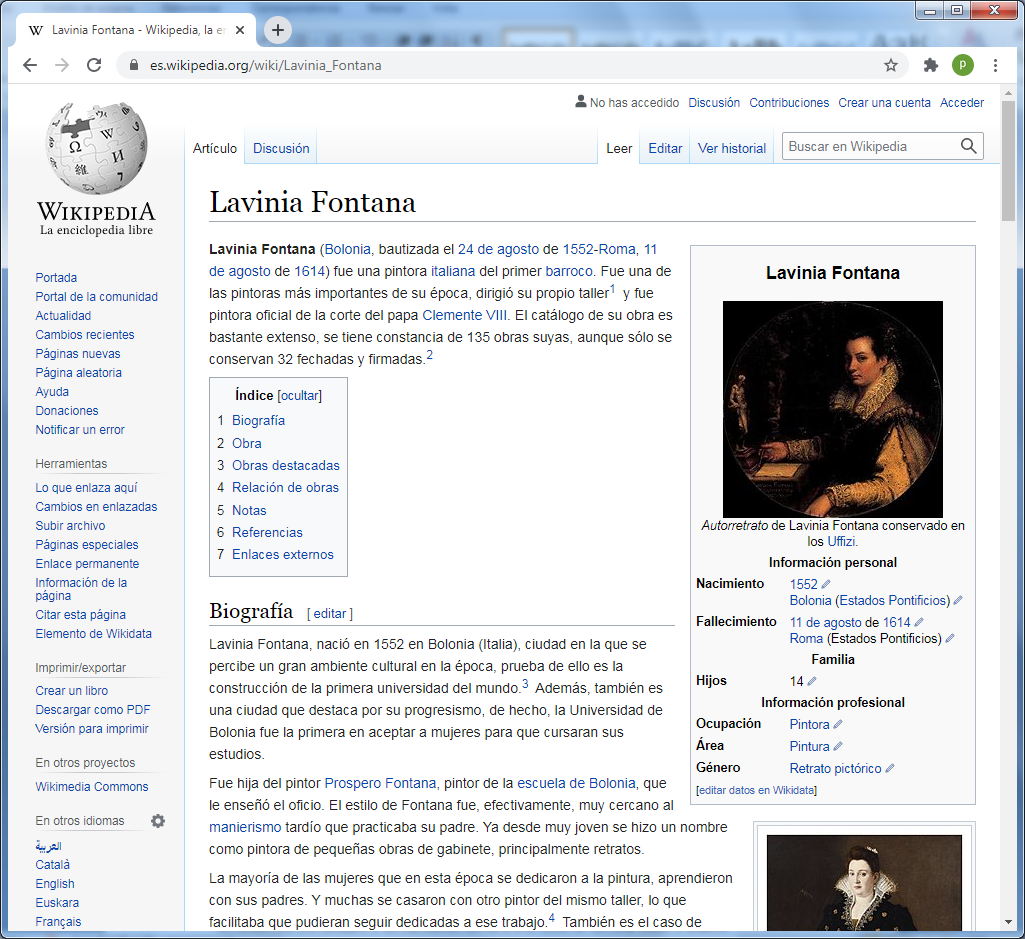 Lavinia Fontana - Wikipedia, la e
es.wikipedia.org/wiki/Lavinia_Fontana
P
No has accedido Discusión Contribuciones Crear una cuenta Acceder
WIKIPEDIA
La enciclopedia libre
Artículo Discusión Leer Editar Ver historial Buscar en Wikipedia
Portada
Portal de la comunidad
Actualidad
Cambios recientes
Páginas nuevas
Página aleatoria
Ayuda
Donaciones
Notificar un error
Herramientas
Lo que enlaza aquí
Cambios en enlazadas
Subir archivo
Páginas especiales
Enlace permanente
Información de la
página
Citar esta página
Elemento de Wikidata
Imprimir/exportar
Crear un libro
Descargar como PDF
Versión para imprimir
En otros proyectos
Wikimedia Commons
En otros idiomas
العربية
Català
English
Euskara
Français
Lavinia Fontana
Lavinia Fontana (Bolonia, bautizada el 24 de agosto de 1552-Roma, 11
de agosto de 1614) fue una pintora italiana del primer barroco. Fue una de
las pintoras más importantes de su época, dirigió su propio taller1 y fue
pintora oficial de la corte del papa Clemente VIII. El catálogo de su obra es
bastante extenso, se tiene constancia de 135 obras suyas, aunque sólo se
conservan 32 fechadas y firmadas.2
Índice [ocultar]
1 Biografía
2 Obra
3 Obras destacadas
4 Relación de obras
5 Notas
6 Referencias
7 Enlaces externos
Biografía [ editar ]
Lavinia Fontana, nació en 1552 en Bolonia (Italia), ciudad en la que se
percibe un gran ambiente cultural en la época, prueba de ello es la
construcción de la primera universidad del mundo.3 Además, también es
una ciudad que destaca por su progresismo, de hecho, la Universidad de
Bolonia fue la primera en aceptar a mujeres para que cursaran sus
estudios.
Fue hija del pintor Prospero Fontana, pintor de la escuela de Bolonia, que
le enseñó el oficio. El estilo de Fontana fue, efectivamente, muy cercano al
manierismo tardío que practicaba su padre. Ya desde muy joven se hizo un nombre
como pintora de pequeñas obras de gabinete, principalmente retratos.
La mayoría de las mujeres que en esta época se dedicaron a la pintura, aprendieron
con sus padres. Y muchas se casaron con otro pintor del mismo taller, lo que
facilitaba que pudieran seguir dedicadas a ese trabajo.4 También es el caso de
Lavinia Fontana
Autorretrato de Lavinia Fontana conservado en
los Uffizi.
Información personal
Nacimiento 1552
Bolonia (Estados Pontificios)
Fallecimiento 11 de agosto de 1614
Roma (Estados Pontificios)
Familia
Hijos 14
Información profesional
Ocupación Pintora
Área Pintura
Género Retrato pictórico
[editar datos en Wikidata]